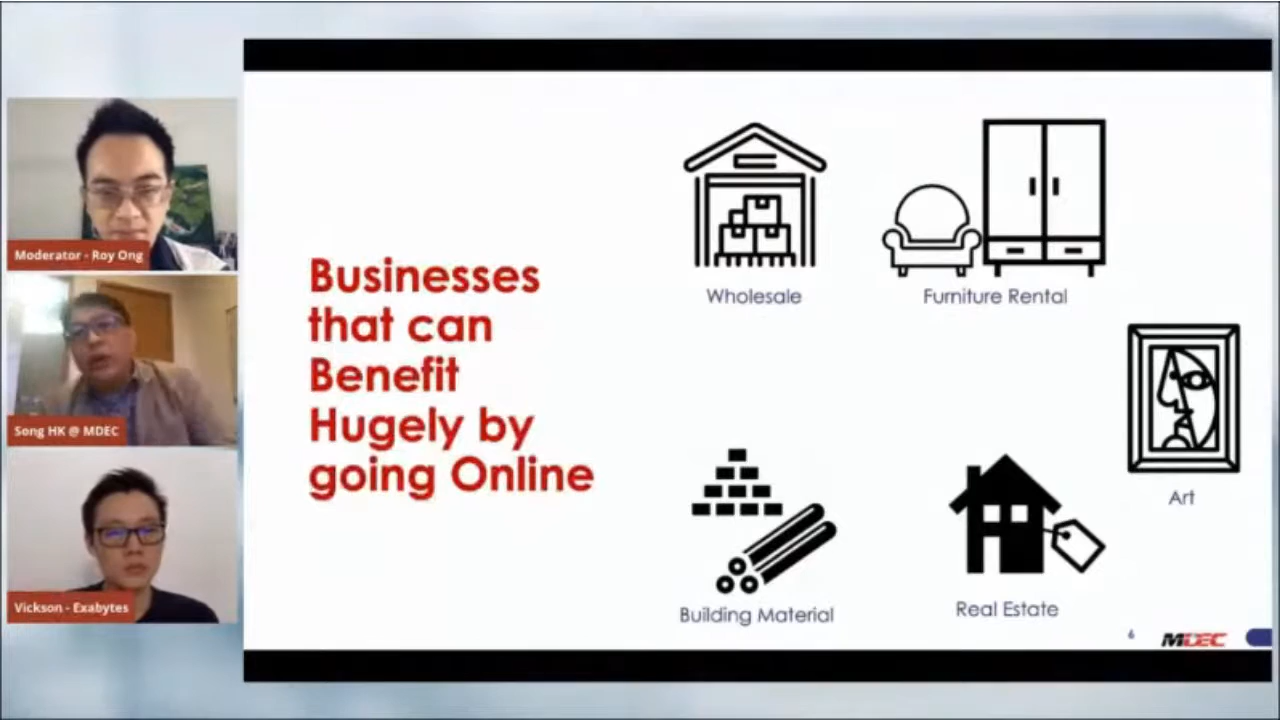 Moderator - Roy Ong
Song HK @ MDEC
Vickson - Exabytes
Businesses
that can
Benefit
Hugely by
going Online
Wholesale
Furniture Rental
Art
Building Material
Real Estate
6
MDEC